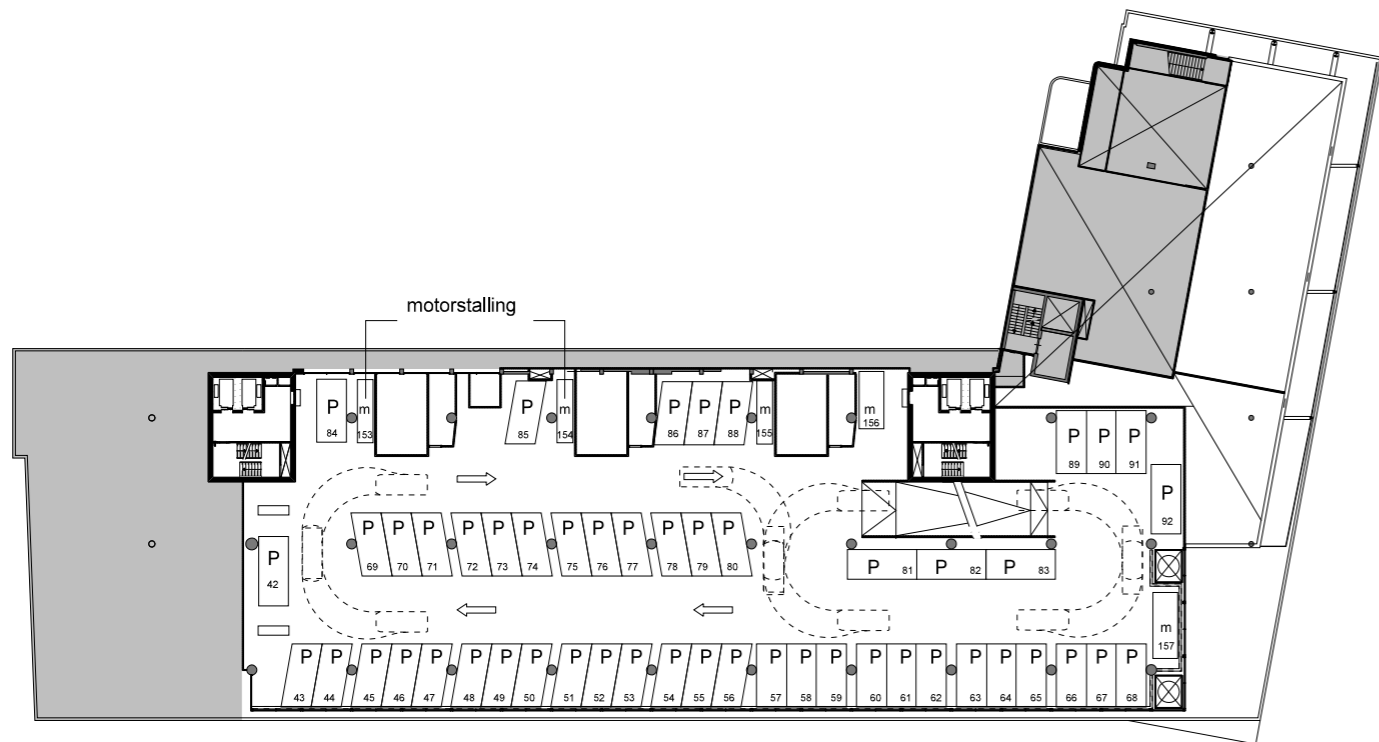 motorstalling
P 84
m 153
P 85
m 154
P 86
P 87
P 88
m 155
m 156
P 89
P 90
P 91
P 92
P 42
P 69
P 70
P 71
P 72
P 73
P 74
P 75
P 76
P 77
P 78
P 79
P 80
P 81
P 82
P 83
m 157
P 43
P 44
P 45
P 46
P 47
P 48
P 49
P 50
P 51
P 52
P 53
P 54
P 55
P 56
P 57
P 58
P 59
P 60
P 61
P 62
P 63
P 64
P 65
P 66
P 67
P 68